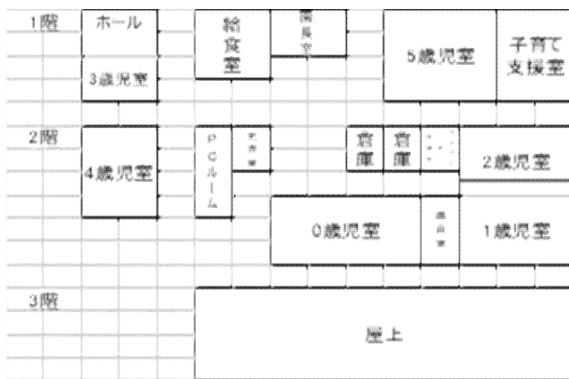 1階
ホール
3歳児室
給食室
園長室
5歳児室
子育て
支援室
2階
4歳児室
PCルーム
倉庫
倉庫
2歳児室
0歳児室
1歳児室
3階
屋上